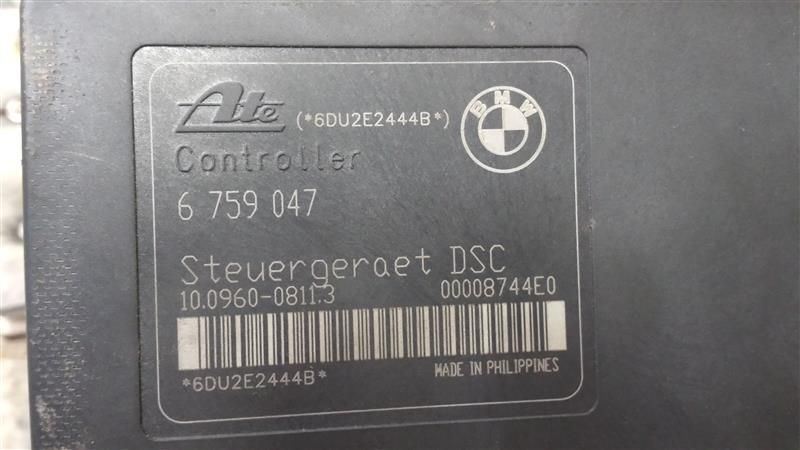 Ate (*6DU2E2444B*) BMW
Controller
6 759 047
Steuergeraet DSC
10.0960-0811.3 00008744E0
*6DU2E2444B* MADE IN PHILIPPINES